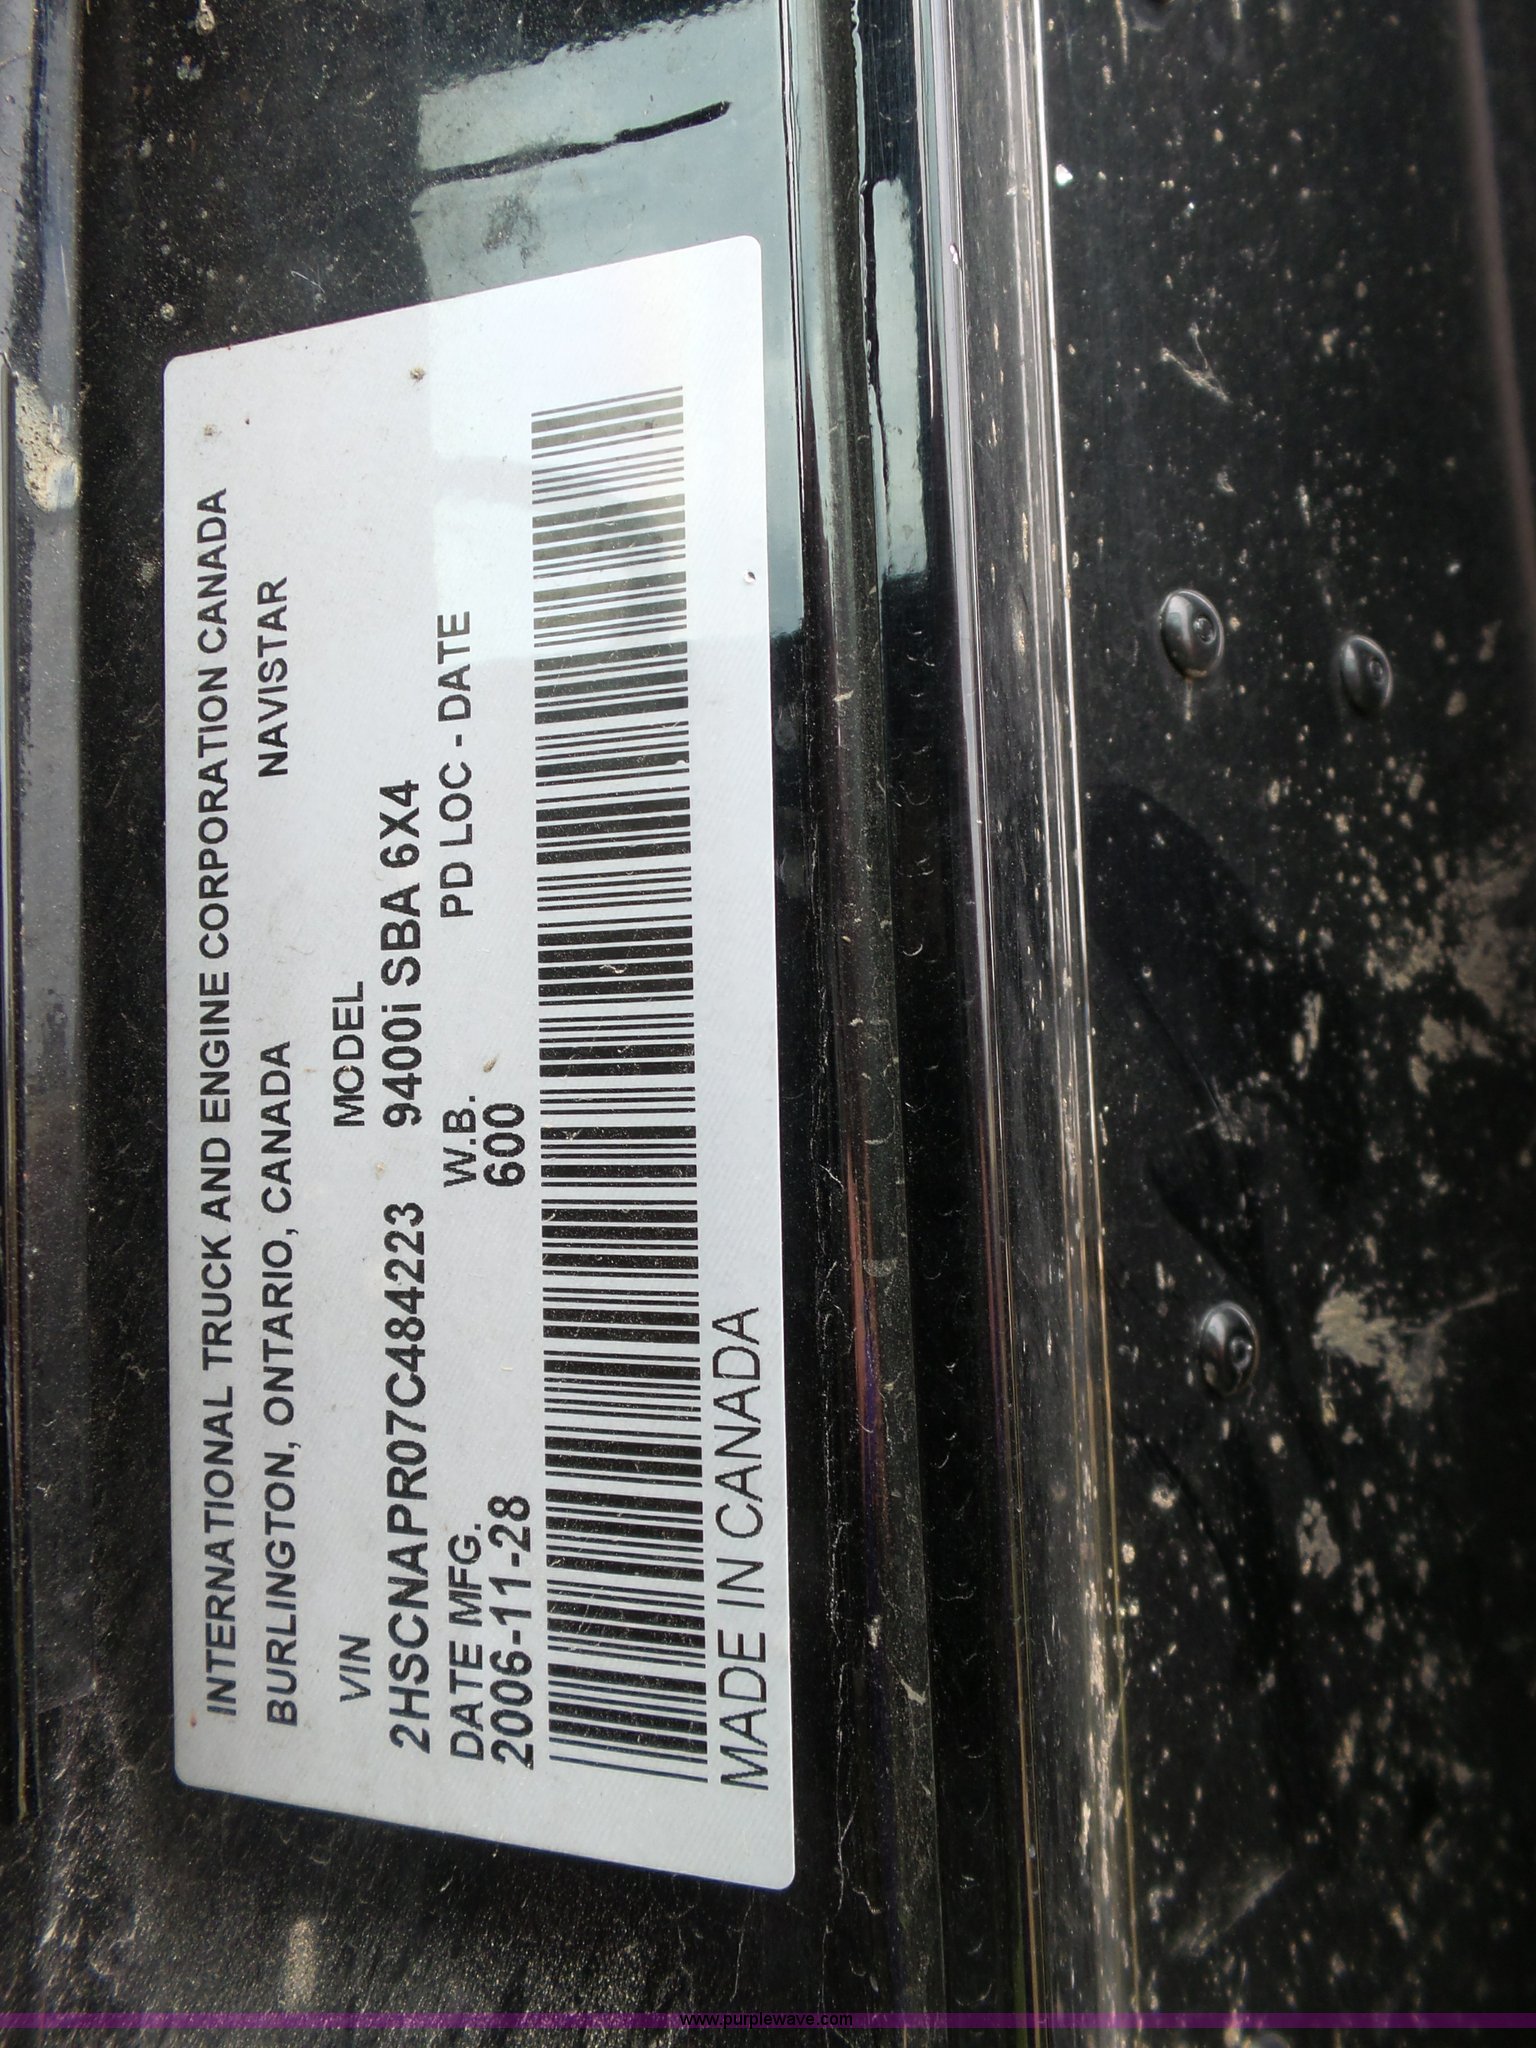 INTERNATIONAL TRUCK AND ENGINE CORPORATION CANADA
BURLINGTON, ONTARIO, CANADA NAVISTAR
VIN MODEL
2HSCNAPR07C484223 9400i SBA 6X4
DATE MFG. W.B. PD LOC - DATE
2006-11-28 600
MADE IN CANADA
www.purplewave.com